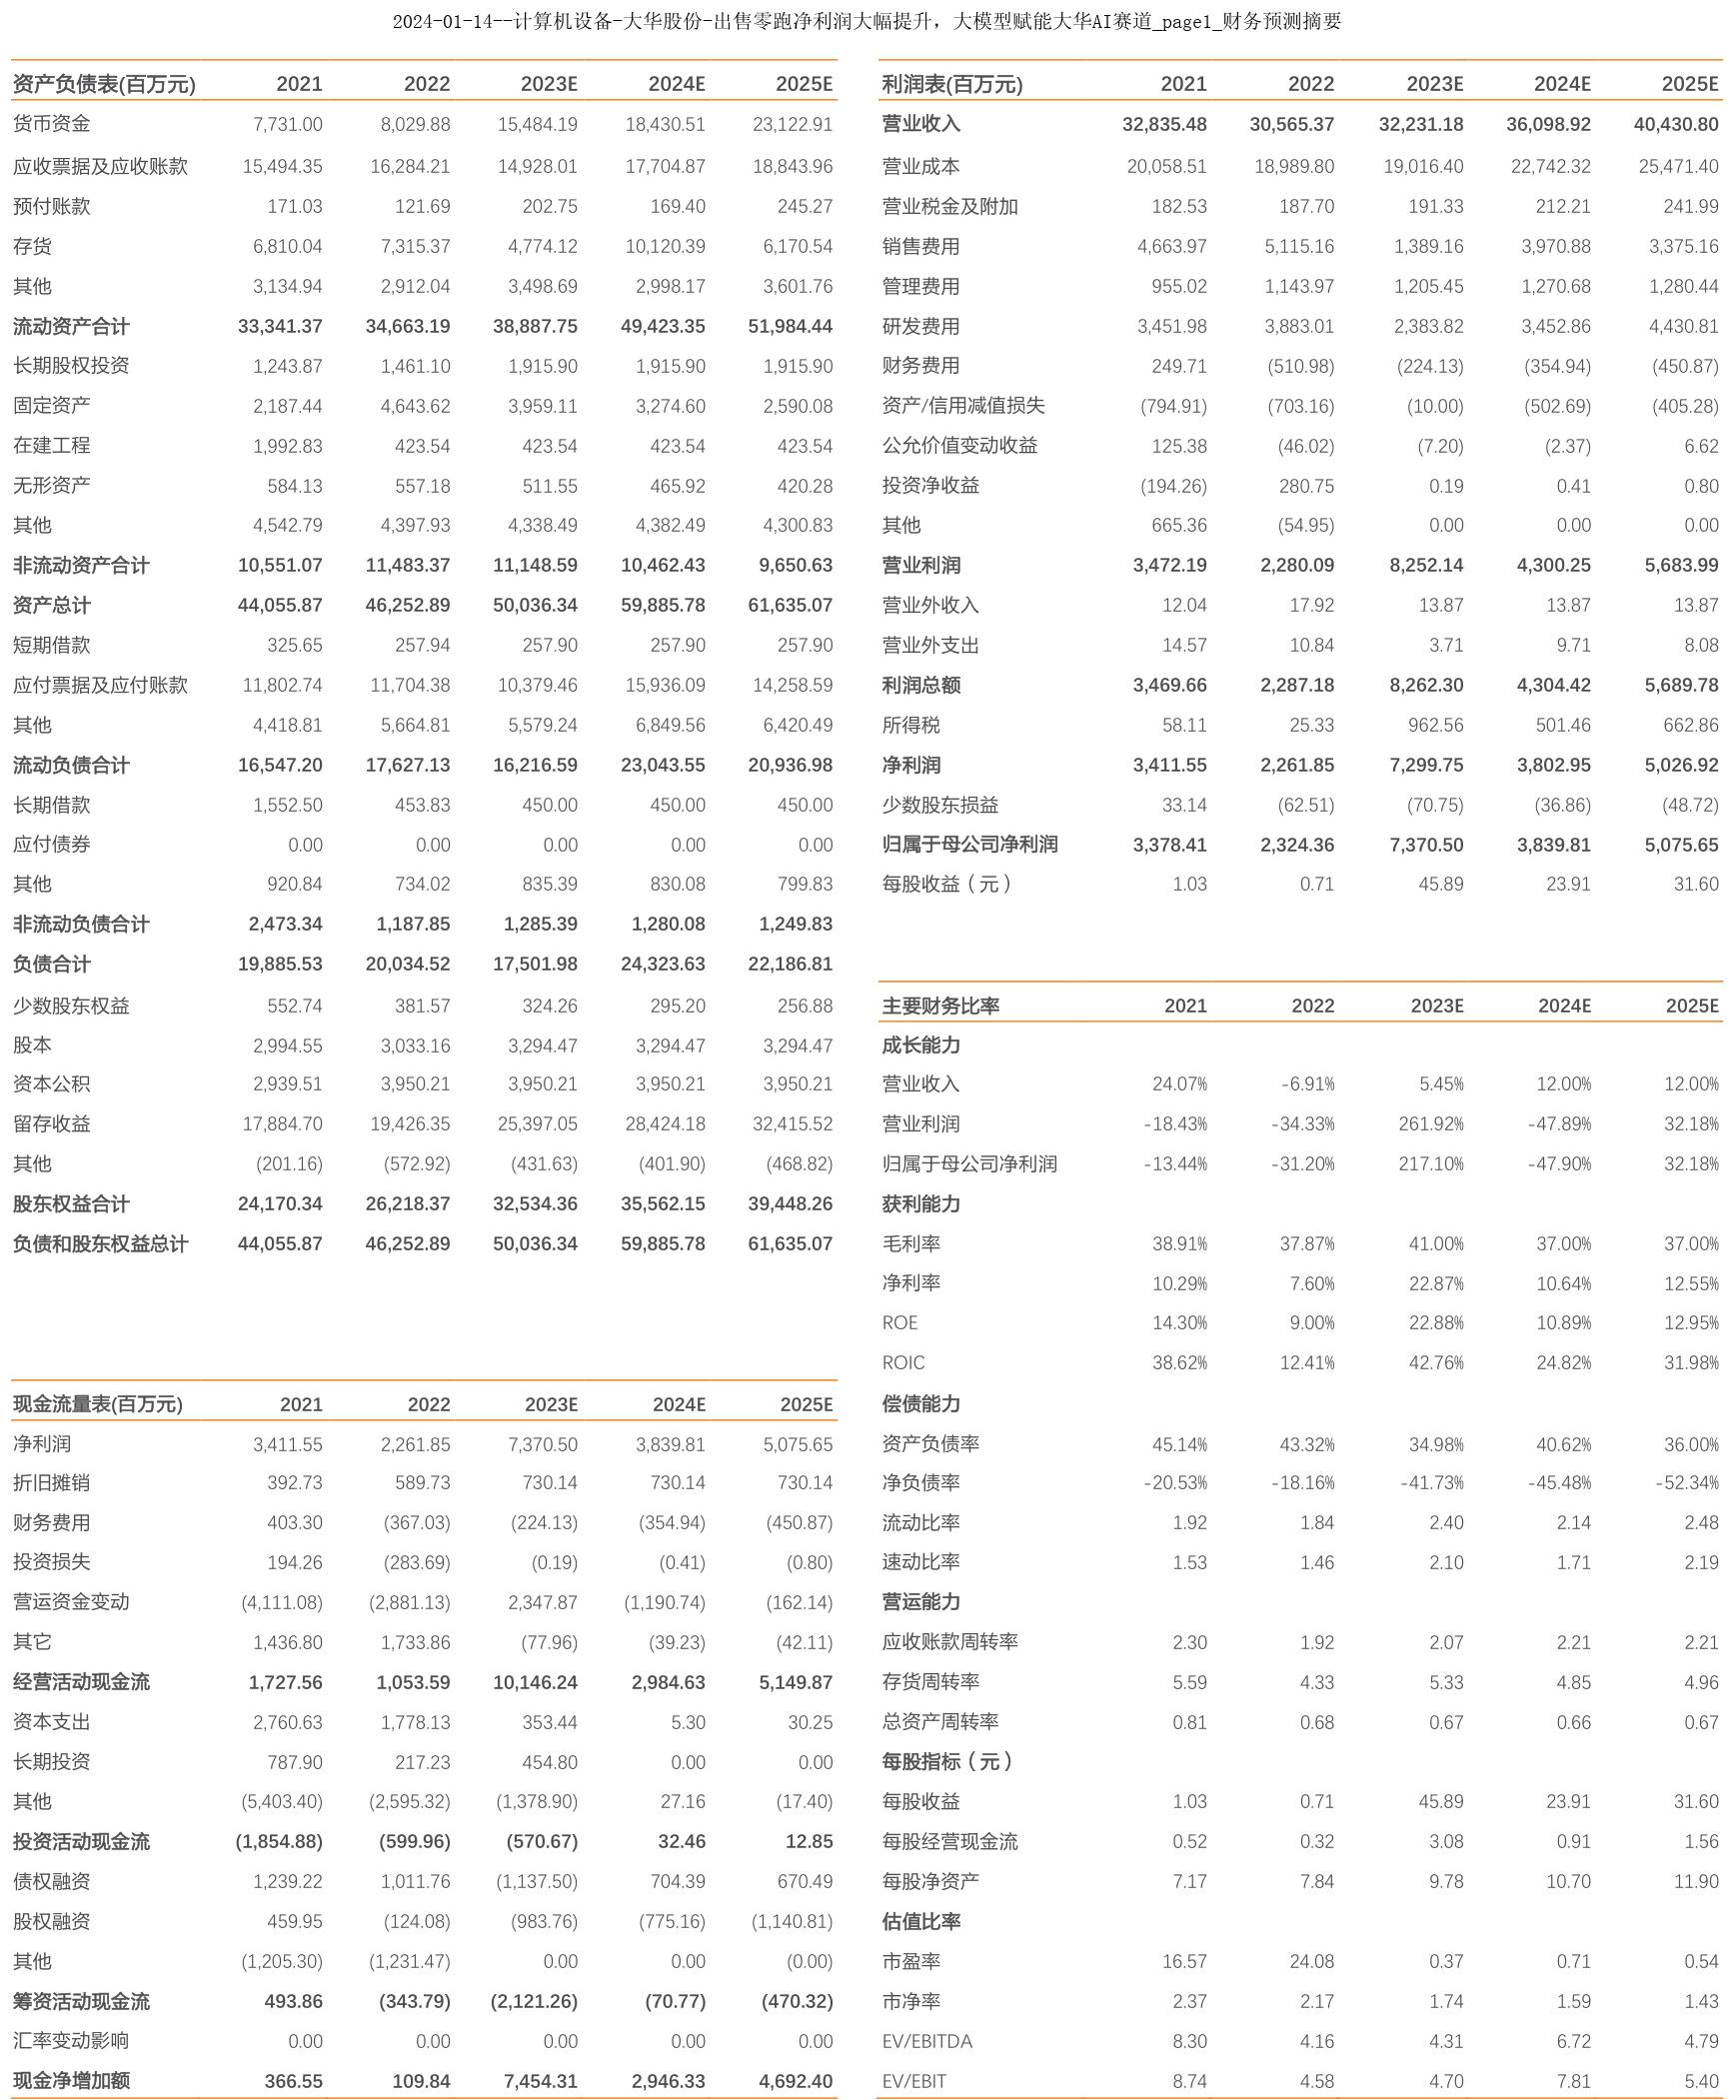 2024-01-14--计算机设备-大华股份-出售零跑净利润大幅提升，大模型赋能大华AI赛道_page1_财务预测摘要
资产负债表(百万元) 2021 2022 2023E 2024E 2025E
货币资金 7,731.00 8,029.88 15,484.19 18,430.51 23,122.91
应收票据及应收账款 15,494.35 16,284.21 14,928.01 17,704.87 18,843.96
预付账款 171.03 121.69 202.75 169.40 245.27
存货 6,810.04 7,315.37 4,774.12 10,120.39 6,170.54
其他 3,134.94 2,912.04 3,498.69 2,998.17 3,601.76
流动资产合计 33,341.37 34,663.19 38,887.75 49,423.35 51,984.44
长期股权投资 1,243.87 1,461.10 1,915.90 1,915.90 1,915.90
固定资产 2,187.44 4,643.62 3,959.11 3,274.60 2,590.08
在建工程 1,992.83 423.54 423.54 423.54 423.54
无形资产 584.13 557.18 511.55 465.92 420.28
其他 4,542.79 4,397.93 4,338.49 4,382.49 4,300.83
非流动资产合计 10,551.07 11,483.37 11,148.59 10,462.43 9,650.63
资产总计 44,055.87 46,252.89 50,036.34 59,885.78 61,635.07
短期借款 325.65 257.94 257.90 257.90 257.90
应付票据及应付账款 11,802.74 11,704.38 10,379.46 15,936.09 14,258.59
其他 4,418.81 5,664.81 5,579.24 6,849.56 6,420.49
流动负债合计 16,547.20 17,627.13 16,216.59 23,043.55 20,936.98
长期借款 1,552.50 453.83 450.00 450.00 450.00
应付债券 0.00 0.00 0.00 0.00 0.00
其他 920.84 734.02 835.39 830.08 799.83
非流动负债合计 2,473.34 1,187.85 1,285.39 1,280.08 1,249.83
负债合计 19,885.53 20,034.52 17,501.98 24,323.63 22,186.81
少数股东权益 552.74 381.57 324.26 295.20 256.88
股本 2,994.55 3,033.16 3,294.47 3,294.47 3,294.47
资本公积 2,939.51 3,950.21 3,950.21 3,950.21 3,950.21
留存收益 17,884.70 19,426.35 25,397.05 28,424.18 32,415.52
其他 (201.16) (572.92) (431.63) (401.90) (468.82)
股东权益合计 24,170.34 26,218.37 32,534.36 35,562.15 39,448.26
负债和股东权益总计 44,055.87 46,252.89 50,036.34 59,885.78 61,635.07
现金流量表(百万元) 2021 2022 2023E 2024E 2025E
净利润 3,411.55 2,261.85 7,370.50 3,839.81 5,075.65
折旧摊销 392.73 589.73 730.14 730.14 730.14
财务费用 403.30 (367.03) (224.13) (354.94) (450.87)
投资损失 194.26 (283.69) (0.19) (0.41) (0.80)
营运资金变动 (4,111.08) (2,881.13) 2,347.87 (1,190.74) (162.14)
其它 1,436.80 1,733.86 (77.96) (39.23) (42.11)
经营活动现金流 1,727.56 1,053.59 10,146.24 2,984.63 5,149.87
资本支出 2,760.63 1,778.13 353.44 5.30 30.25
长期投资 787.90 217.23 454.80 0.00 0.00
其他 (5,403.40) (2,595.32) (1,378.90) 27.16 (17.40)
投资活动现金流 (1,854.88) (599.96) (570.67) 32.46 12.85
债权融资 1,239.22 1,011.76 (1,137.50) 704.39 670.49
股权融资 459.95 (124.08) (983.76) (775.16) (1,140.81)
其他 (1,205.30) (1,231.47) 0.00 0.00 (0.00)
筹资活动现金流 493.86 (343.79) (2,121.26) (70.77) (470.32)
汇率变动影响 0.00 0.00 0.00 0.00 0.00
现金净增加额 366.55 109.84 7,454.31 2,946.33 4,692.40
利润表(百万元) 2021 2022 2023E 2024E 2025E
营业收入 32,835.48 30,565.37 32,231.18 36,098.92 40,430.80
营业成本 20,058.51 18,989.80 19,016.40 22,742.32 25,471.40
营业税金及附加 182.53 187.70 191.33 212.21 241.99
销售费用 4,663.97 5,115.16 1,389.16 3,970.88 3,375.16
管理费用 955.02 1,143.97 1,205.45 1,270.68 1,280.44
研发费用 3,451.98 3,883.01 2,383.82 3,452.86 4,430.81
财务费用 249.71 (510.98) (224.13) (354.94) (450.87)
资产/信用减值损失 (794.91) (703.16) (10.00) (502.69) (405.28)
公允价值变动收益 125.38 (46.02) (7.20) (2.37) 6.62
投资净收益 (194.26) 280.75 0.19 0.41 0.80
其他 665.36 (54.95) 0.00 0.00 0.00
营业利润 3,472.19 2,280.09 8,252.14 4,300.25 5,683.99
营业外收入 12.04 17.92 13.87 13.87 13.87
营业外支出 14.57 10.84 3.71 9.71 8.08
利润总额 3,469.66 2,287.18 8,262.30 4,304.42 5,689.78
所得税 58.11 25.33 962.56 501.46 662.86
净利润 3,411.55 2,261.85 7,299.75 3,802.95 5,026.92
少数股东损益 33.14 (62.51) (70.75) (36.86) (48.72)
归属于母公司净利润 3,378.41 2,324.36 7,370.50 3,839.81 5,075.65
每股收益（元） 1.03 0.71 45.89 23.91 31.60
主要财务比率 2021 2022 2023E 2024E 2025E
成长能力
营业收入 24.07% -6.91% 5.45% 12.00% 12.00%
营业利润 -18.43% -34.33% 261.92% -47.89% 32.18%
归属于母公司净利润 -13.44% -31.20% 217.10% -47.90% 32.18%
获利能力
毛利率 38.91% 37.87% 41.00% 37.00% 37.00%
净利率 10.29% 7.60% 22.87% 10.64% 12.55%
ROE 14.30% 9.00% 22.88% 10.89% 12.95%
ROIC 38.62% 12.41% 42.76% 24.82% 31.98%
偿债能力
资产负债率 45.14% 43.32% 34.98% 40.62% 36.00%
净负债率 -20.53% -18.16% -41.73% -45.48% -52.34%
流动比率 1.92 1.84 2.40 2.14 2.48
速动比率 1.53 1.46 2.10 1.71 2.19
营运能力
应收账款周转率 2.30 1.92 2.07 2.21 2.21
存货周转率 5.59 4.33 5.33 4.85 4.96
总资产周转率 0.81 0.68 0.67 0.66 0.67
每股指标（元）
每股收益 1.03 0.71 45.89 23.91 31.60
每股经营现金流 0.52 0.32 3.08 0.91 1.56
每股净资产 7.17 7.84 9.78 10.70 11.90
估值比率
市盈率 16.57 24.08 0.37 0.71 0.54
市净率 2.37 2.17 1.74 1.59 1.43
EV/EBITDA 8.30 4.16 4.31 6.72 4.79
EV/EBIT 8.74 4.58 4.70 7.81 5.40